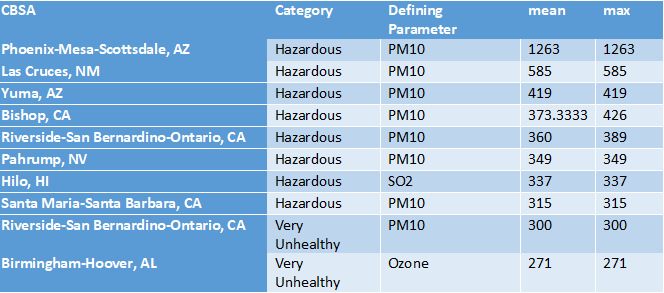 CBSA Category Defining Parameter mean max
Phoenix-Mesa-Scottsdale, AZ Hazardous PM10 1263 1263
Las Cruces, NM Hazardous PM10 585 585
Yuma, AZ Hazardous PM10 419 419
Bishop, CA Hazardous PM10 373.3333 426
Riverside-San Bernardino-Ontario, CA Hazardous PM10 360 389
Pahrump, NV Hazardous PM10 349 349
Hilo, HI Hazardous SO2 337 337
Santa Maria-Santa Barbara, CA Hazardous PM10 315 315
Riverside-San Bernardino-Ontario, CA Very Unhealthy PM10 300 300
Birmingham-Hoover, AL Very Unhealthy Ozone 271 271